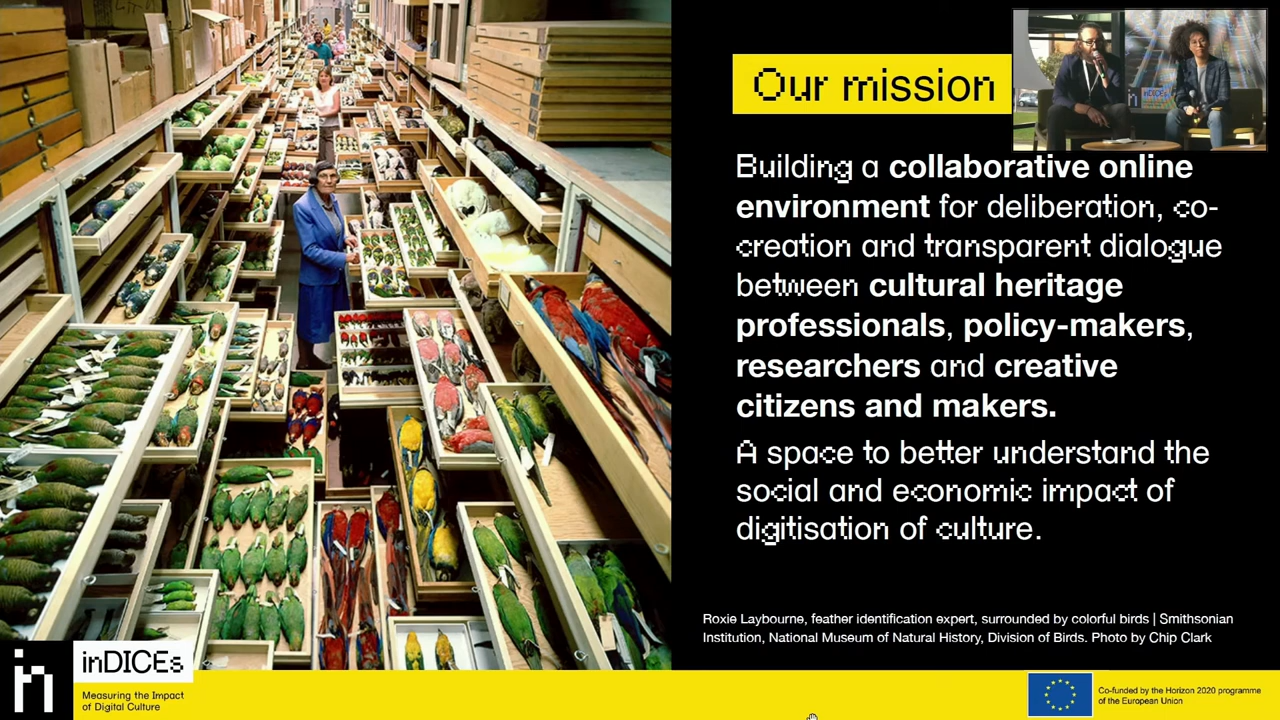 Our mission
inDICEs
Building a collaborative online
environment for deliberation, co-
creation and transparent dialogue
between cultural heritage
professionals, policy-makers,
researchers and creative
citizens and makers.
A space to better understand the
social and economic impact of
digitisation of culture.
Roxie Laybourne, feather identification expert, surrounded by colorful birds | Smithsonian
Institution, National Museum of Natural History, Division of Birds. Photo by Chip Clark
in
inDICEs
Measuring the Impact
of Digital Culture
Co-funded by the Horizon 2020 programme
of the European Union